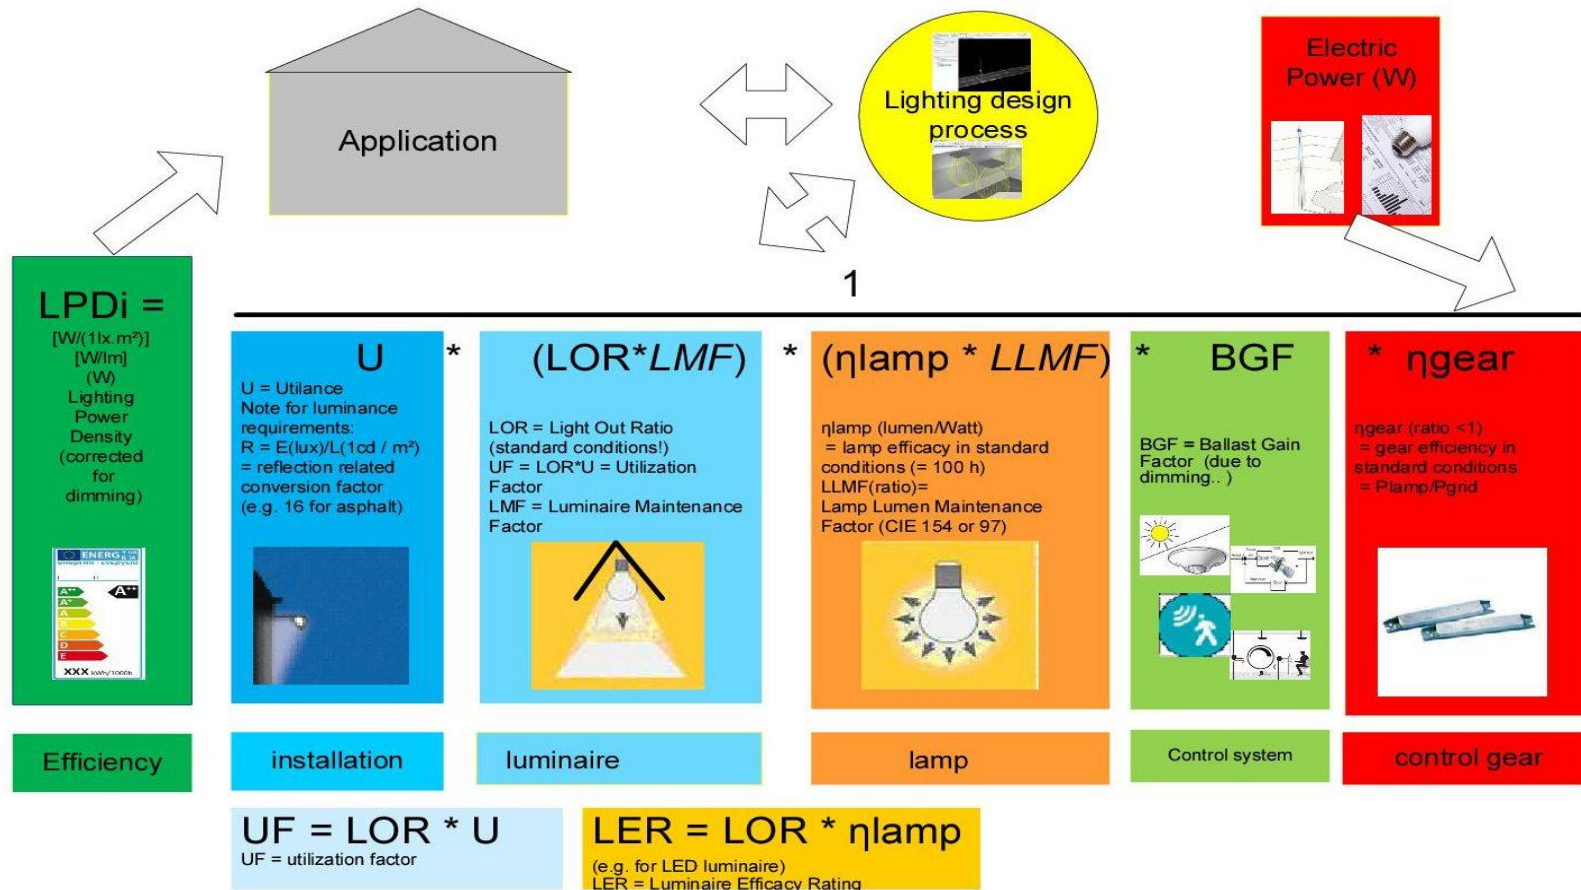 Application
Lighting design
process
Electric
Power (W)
1
LPDi =
[W/(1lx.m²)]
[W/lm]
(W)
Lighting
Power
Density
(corrected
for
dimming)
ENERG
A++
A+
A
B
C
D
E
A++
XXX kWh/1000h
U * (LOR*LMF) * (ηlamp * LLMF) * BGF * ηgear
U = Utilance
Note for luminance
requirements:
R = E(lux)/L(1cd / m²)
= reflection related
conversion factor
(e.g. 16 for asphalt)
LOR = Light Out Ratio
(standard conditions!)
UF = LOR*U = Utilization
Factor
LMF = Luminaire Maintenance
Factor
ηlamp (lumen/Watt)
= lamp efficacy in standard
conditions (= 100 h)
LLMF(ratio)=
Lamp Lumen Maintenance
Factor (CIE 154 or 97)
BGF = Ballast Gain
Factor (due to
dimming.. )
ηgear (ratio <1)
= gear efficiency in
standard conditions
= Plamp/Pgrid
Efficiency
installation
luminaire
lamp
Control system
control gear
UF = LOR * U
UF = utilization factor
LER = LOR * ηlamp
(e.g. for LED luminaire)
LER = Luminaire Efficacy Rating